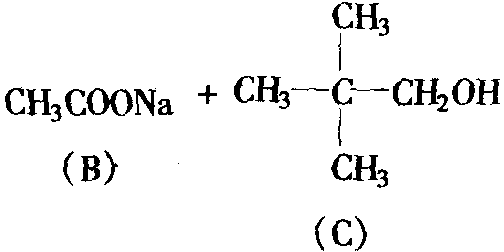 CH₃
CH₃COONa + CH₃—C—CH₂OH
(B)
CH₃
(C)